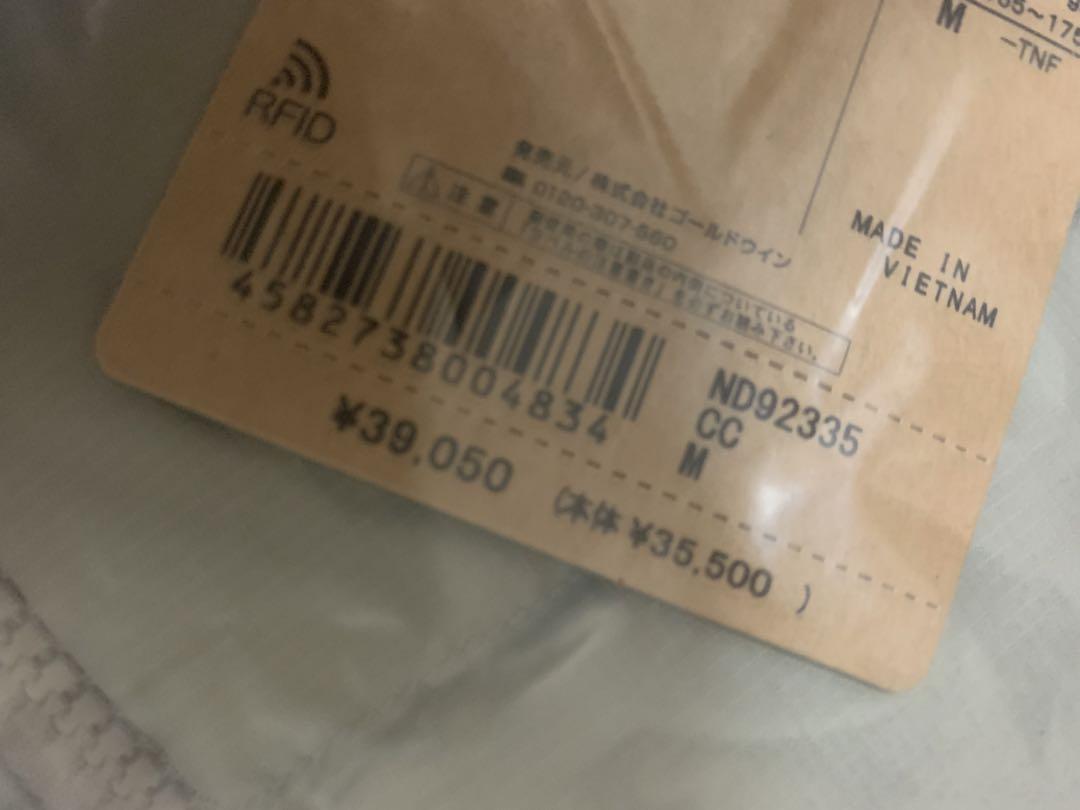 M
-TNF
RFID
発売元/株式会社ゴールドウイン
0120-307-560
注意
MADE IN
VIETNAM
4582738004834
ND92335
CC
M
¥39,050 (本体 ¥35,500 )